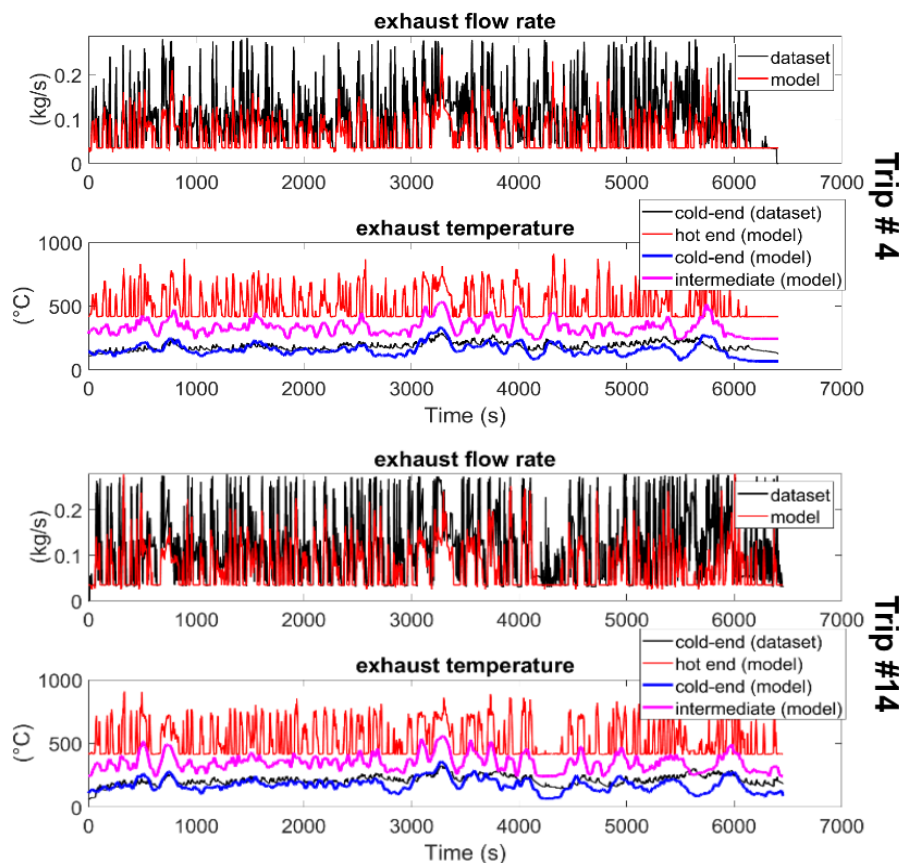 exhaust flow rate
(kg/s)
0.2
0.1
0
dataset
model
0 1000 2000 3000 4000 5000 6000 7000
Trip # 4
exhaust temperature
(°C)
1000
500
0
cold-end (dataset)
hot end (model)
cold-end (model)
intermediate (model)
0 1000 2000 3000 4000 5000 6000 7000
Time (s)
exhaust flow rate
(kg/s)
0.2
0.1
0
dataset
model
0 1000 2000 3000 4000 5000 6000 7000
Trip #14
exhaust temperature
(°C)
1000
500
0
cold-end (dataset)
hot end (model)
cold-end (model)
intermediate (model)
0 1000 2000 3000 4000 5000 6000 7000
Time (s)